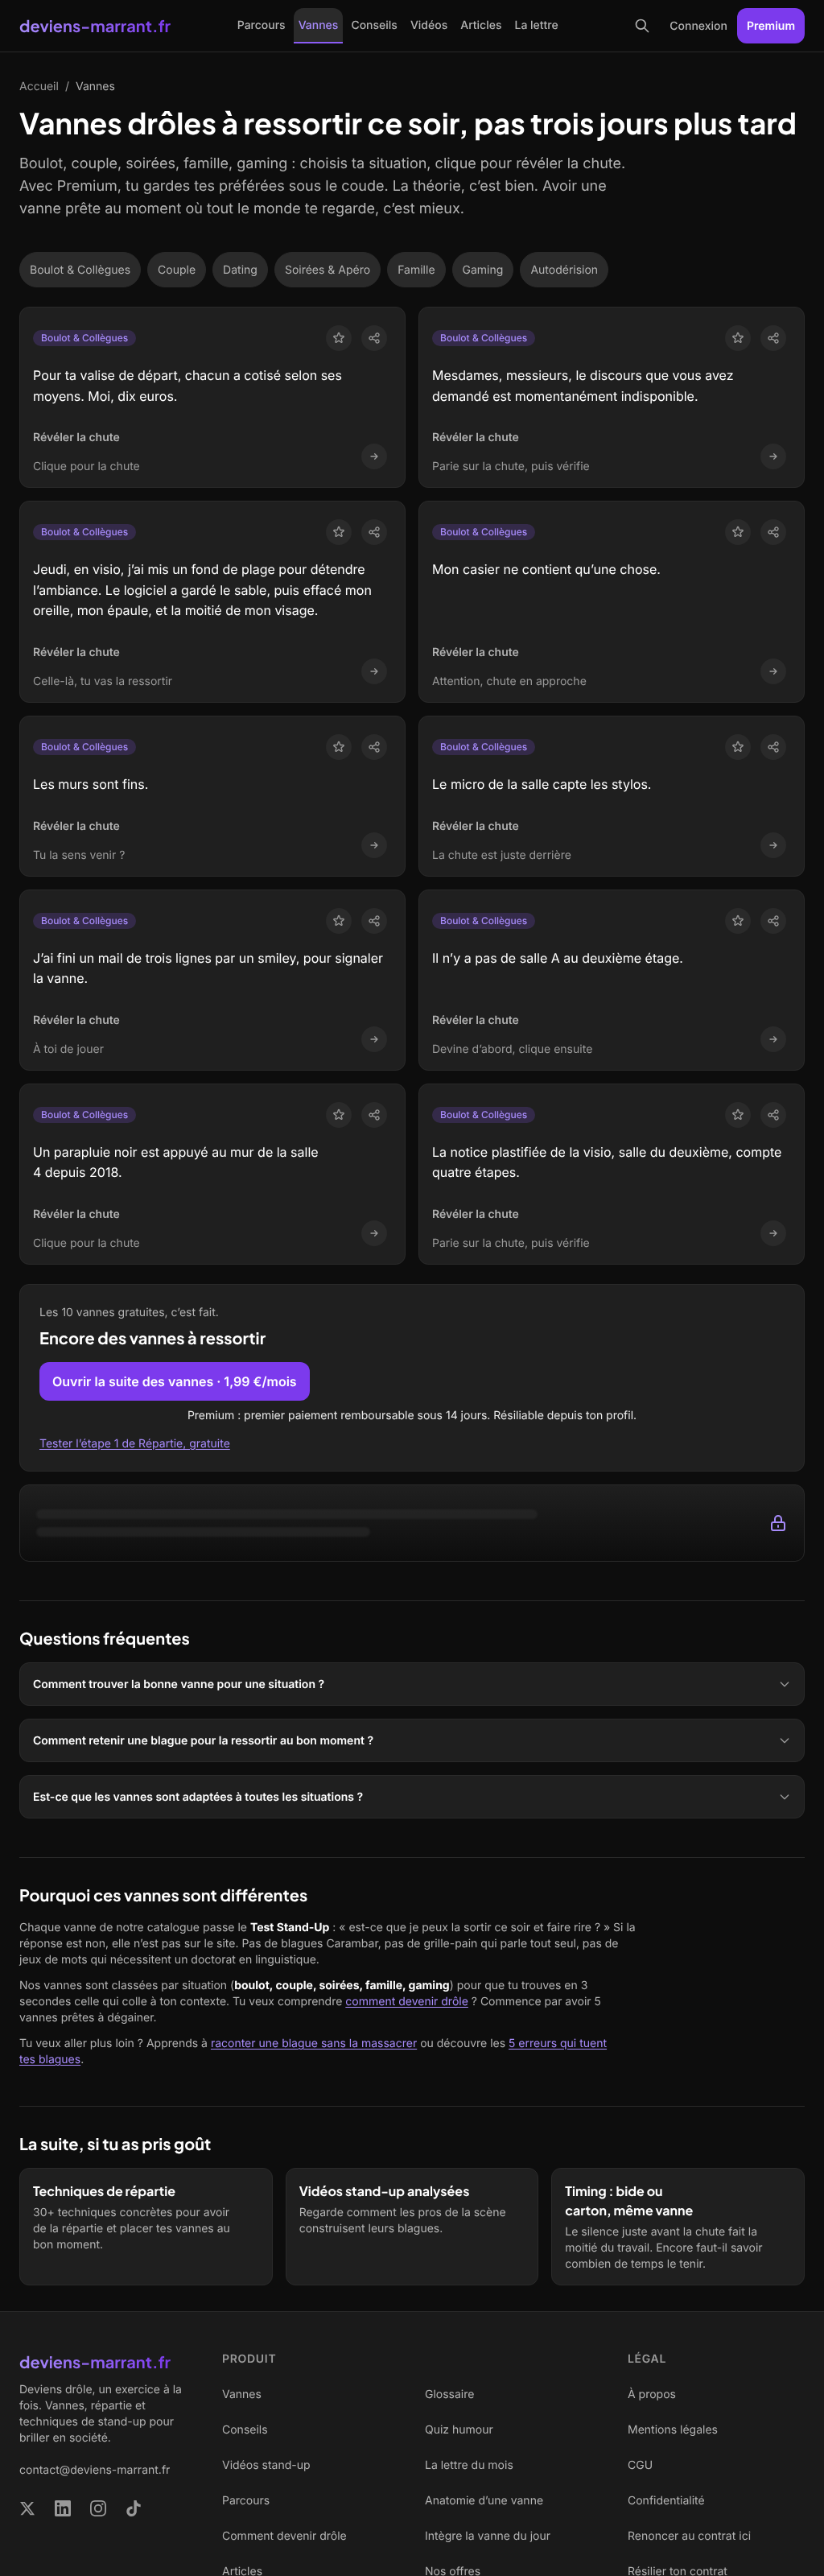 deviens-marrant.fr
Parcours
Vannes
Conseils
Vidéos
Articles
La lettre
Connexion
Premium
Accueil / Vannes
Vannes drôles à ressortir ce soir, pas trois jours plus tard
Boulot, couple, soirées, famille, gaming : choisis ta situation, clique pour révéler la chute.
Avec Premium, tu gardes tes préférées sous le coude. La théorie, c’est bien. Avoir une
vanne prête au moment où tout le monde te regarde, c’est mieux.
Boulot & Collègues
Couple
Dating
Soirées & Apéro
Famille
Gaming
Autodérision
Boulot & Collègues
Pour ta valise de départ, chacun a cotisé selon ses
moyens. Moi, dix euros.
Révéler la chute
Clique pour la chute
Boulot & Collègues
Mesdames, messieurs, le discours que vous avez
demandé est momentanément indisponible.
Révéler la chute
Parie sur la chute, puis vérifie
Boulot & Collègues
Jeudi, en visio, j’ai mis un fond de plage pour détendre
l’ambiance. Le logiciel a gardé le sable, puis effacé mon
oreille, mon épaule, et la moitié de mon visage.
Révéler la chute
Celle-là, tu vas la ressortir
Boulot & Collègues
Mon casier ne contient qu’une chose.
Révéler la chute
Attention, chute en approche
Boulot & Collègues
Les murs sont fins.
Révéler la chute
Tu la sens venir ?
Boulot & Collègues
Le micro de la salle capte les stylos.
Révéler la chute
La chute est juste derrière
Boulot & Collègues
J’ai fini un mail de trois lignes par un smiley, pour signaler
la vanne.
Révéler la chute
À toi de jouer
Boulot & Collègues
Il n’y a pas de salle A au deuxième étage.
Révéler la chute
Devine d’abord, clique ensuite
Boulot & Collègues
Un parapluie noir est appuyé au mur de la salle
4 depuis 2018.
Révéler la chute
Clique pour la chute
Boulot & Collègues
La notice plastifiée de la visio, salle du deuxième, compte
quatre étapes.
Révéler la chute
Parie sur la chute, puis vérifie
Les 10 vannes gratuites, c’est fait.
Encore des vannes à ressortir
Ouvrir la suite des vannes · 1,99 €/mois
Premium : premier paiement remboursable sous 14 jours. Résiliable depuis ton profil.
Tester l’étape 1 de Répartie, gratuite
Questions fréquentes
Comment trouver la bonne vanne pour une situation ?
Comment retenir une blague pour la ressortir au bon moment ?
Est-ce que les vannes sont adaptées à toutes les situations ?
Pourquoi ces vannes sont différentes
Chaque vanne de notre catalogue passe le Test Stand-Up : « est-ce que je peux la sortir ce soir et faire rire ? » Si la
réponse est non, elle n’est pas sur le site. Pas de blagues Carambar, pas de grille-pain qui parle tout seul, pas de
jeux de mots qui nécessitent un doctorat en linguistique.
Nos vannes sont classées par situation (boulot, couple, soirées, famille, gaming) pour que tu trouves en 3
secondes celle qui colle à ton contexte. Tu veux comprendre comment devenir drôle ? Commence par avoir 5
vannes prêtes à dégainer.
Tu veux aller plus loin ? Apprends à raconter une blague sans la massacrer ou découvre les 5 erreurs qui tuent
tes blagues.
La suite, si tu as pris goût
Techniques de répartie
30+ techniques concrètes pour avoir
de la répartie et placer tes vannes au
bon moment.
Vidéos stand-up analysées
Regarde comment les pros de la scène
construisent leurs blagues.
Timing : bide ou
carton, même vanne
Le silence juste avant la chute fait la
moitié du travail. Encore faut-il savoir
combien de temps le tenir.
deviens-marrant.fr
Deviens drôle, un exercice à la
fois. Vannes, répartie et
techniques de stand-up pour
briller en société.
contact@deviens-marrant.fr
PRODUIT
Vannes
Conseils
Vidéos stand-up
Parcours
Comment devenir drôle
Articles
Glossaire
Quiz humour
La lettre du mois
Anatomie d’une vanne
Intègre la vanne du jour
Nos offres
LÉGAL
À propos
Mentions légales
CGU
Confidentialité
Renoncer au contrat ici
Résilier ton contrat